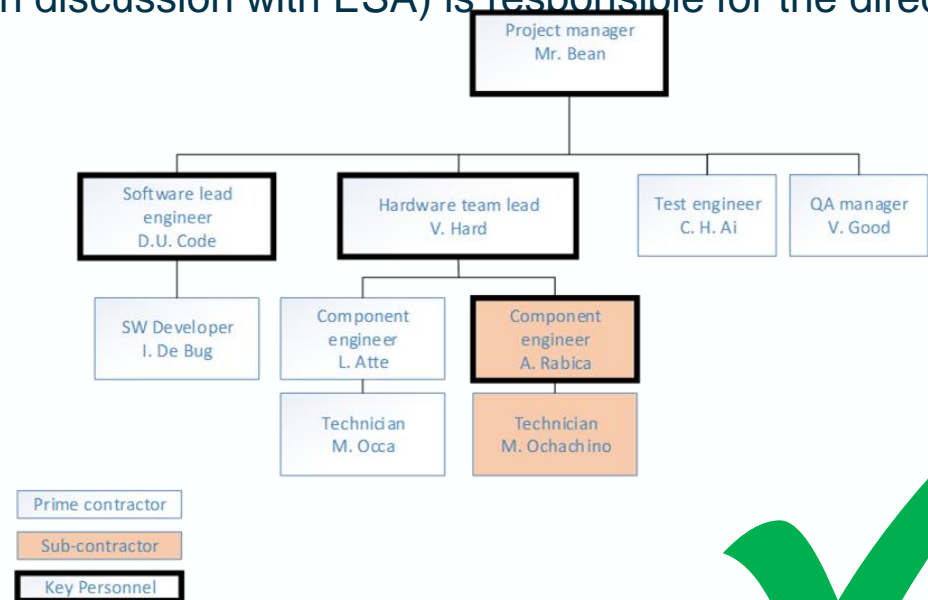 n discussion with ESA) is responsible for the direc
Project manager
Mr. Bean
Software lead
engineer
D.U. Code
Hardware team lead
V. Hard
Test engineer
C. H. Ai
QA manager
V. Good
SW Developer
I. De Bug
Component
engineer
L. Atte
Component
engineer
A. Rabica
Technician
M. Occa
Technician
M. Ochachino
Prime contractor
Sub-contractor
Key Personnel